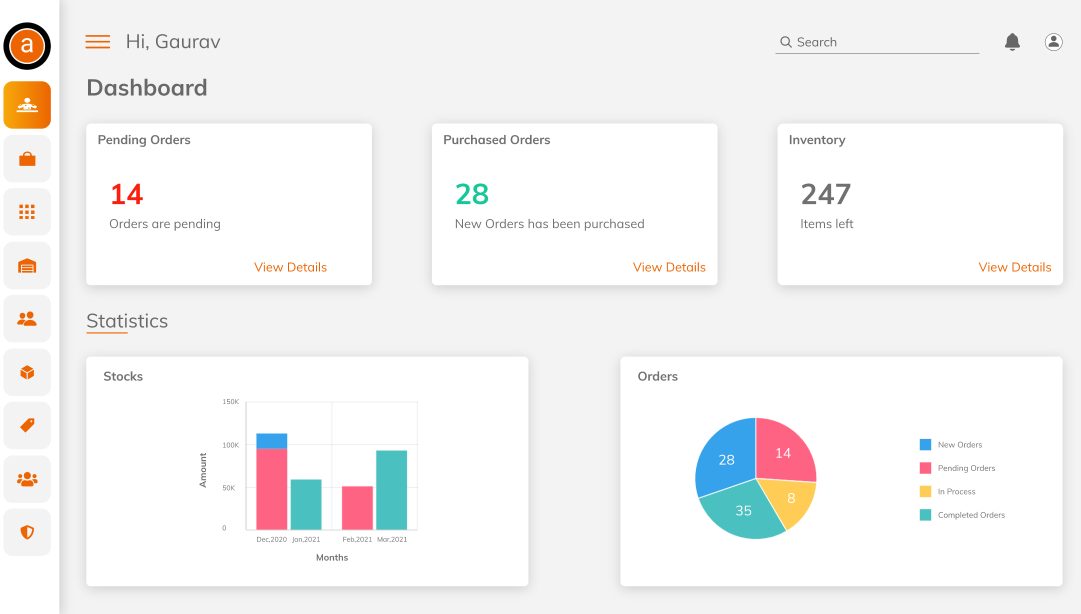 a
Hi, Gaurav
Search
Dashboard
Pending Orders
14
Orders are pending
View Details
Purchased Orders
28
New Orders has been purchased
View Details
Inventory
247
Items left
View Details
Statistics
Stocks
150K
100K
50K
0
Amount
Dec,2020 Jan,2021 Feb,2021 Mar,2021
Months
Orders
28
14
8
35
New Orders
Pending Orders
In Process
Completed Orders